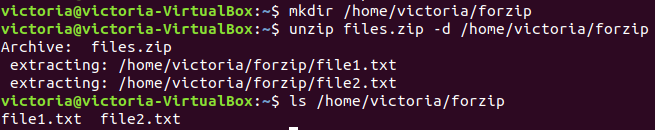 victoria@victoria-VirtualBox:~$ mkdir /home/victoria/forzip
victoria@victoria-VirtualBox:~$ unzip files.zip -d /home/victoria/forzip
Archive:  files.zip
 extracting: /home/victoria/forzip/file1.txt
 extracting: /home/victoria/forzip/file2.txt
victoria@victoria-VirtualBox:~$ ls /home/victoria/forzip
file1.txt  file2.txt